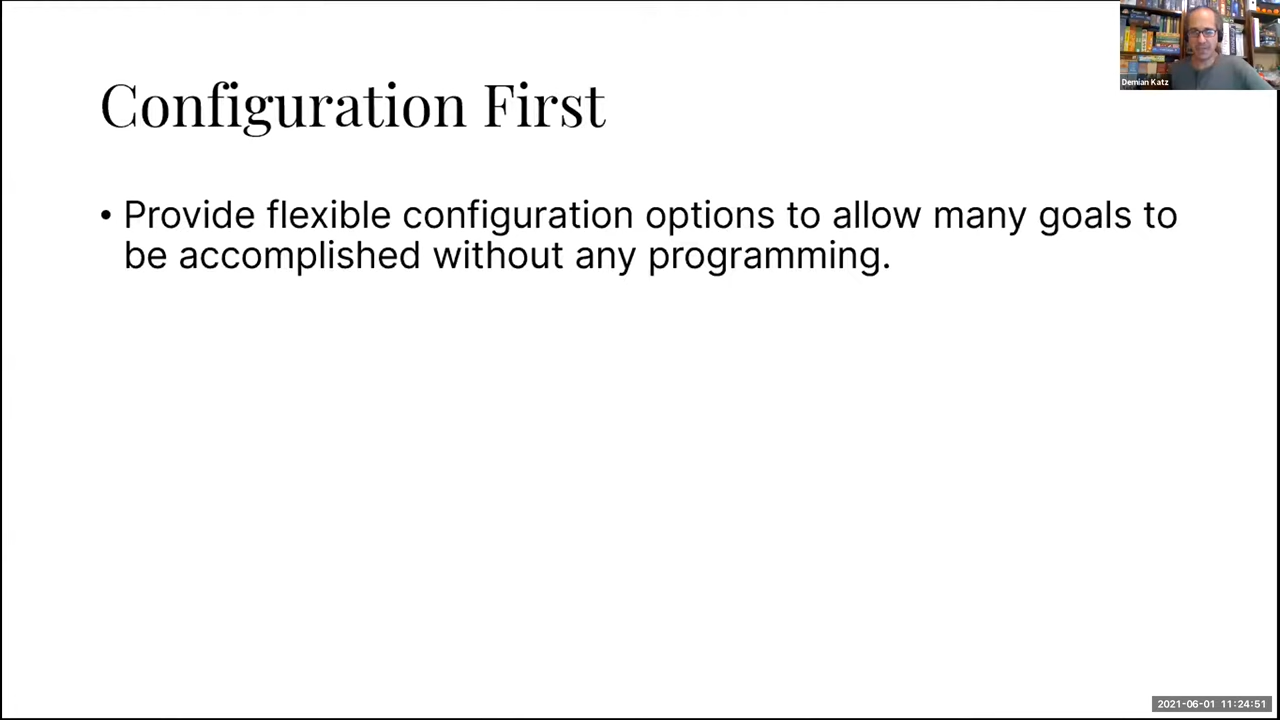 Configuration First
• Provide flexible configuration options to allow many goals to
be accomplished without any programming.
Demian Katz
2021-06-01 11:24:51